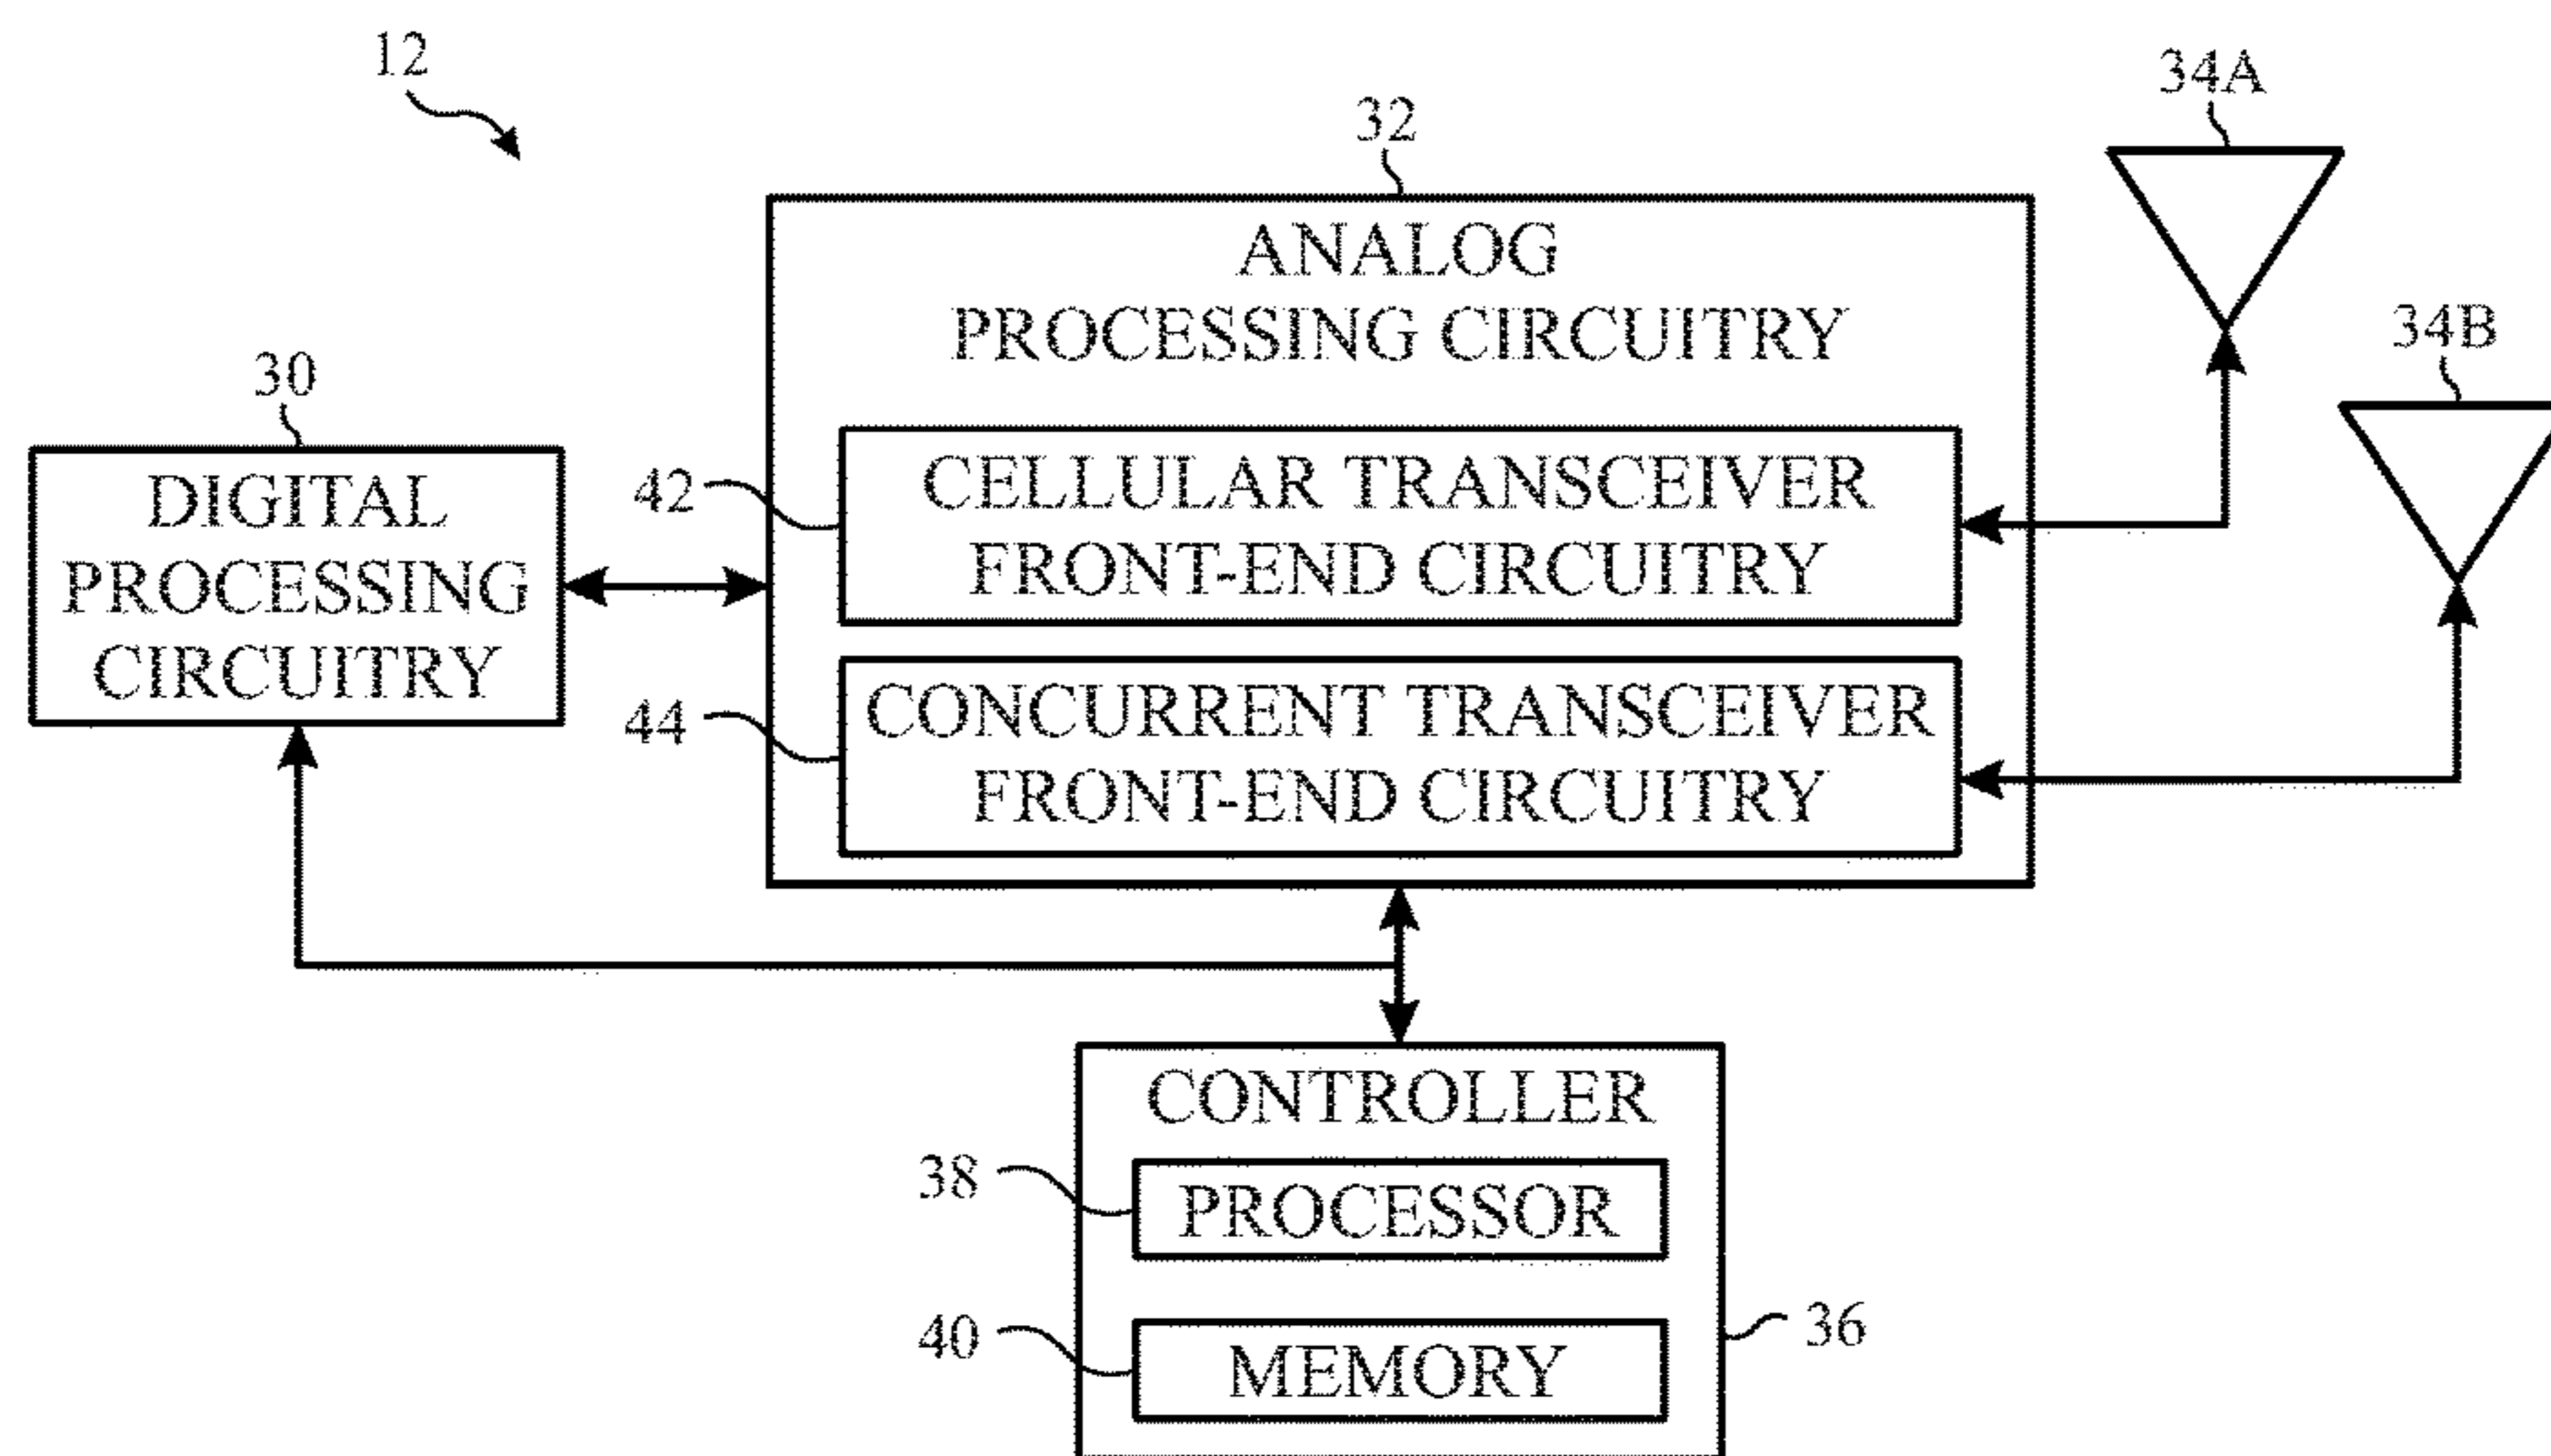 12
34A
32
ANALOG
PROCESSING CIRCUITRY
34B
30
DIGITAL
PROCESSING
CIRCUITRY
42
CELLULAR TRANSCEIVER
FRONT-END CIRCUITRY
44
CONCURRENT TRANSCEIVER
FRONT-END CIRCUITRY
CONTROLLER
38
PROCESSOR
36
40
MEMORY